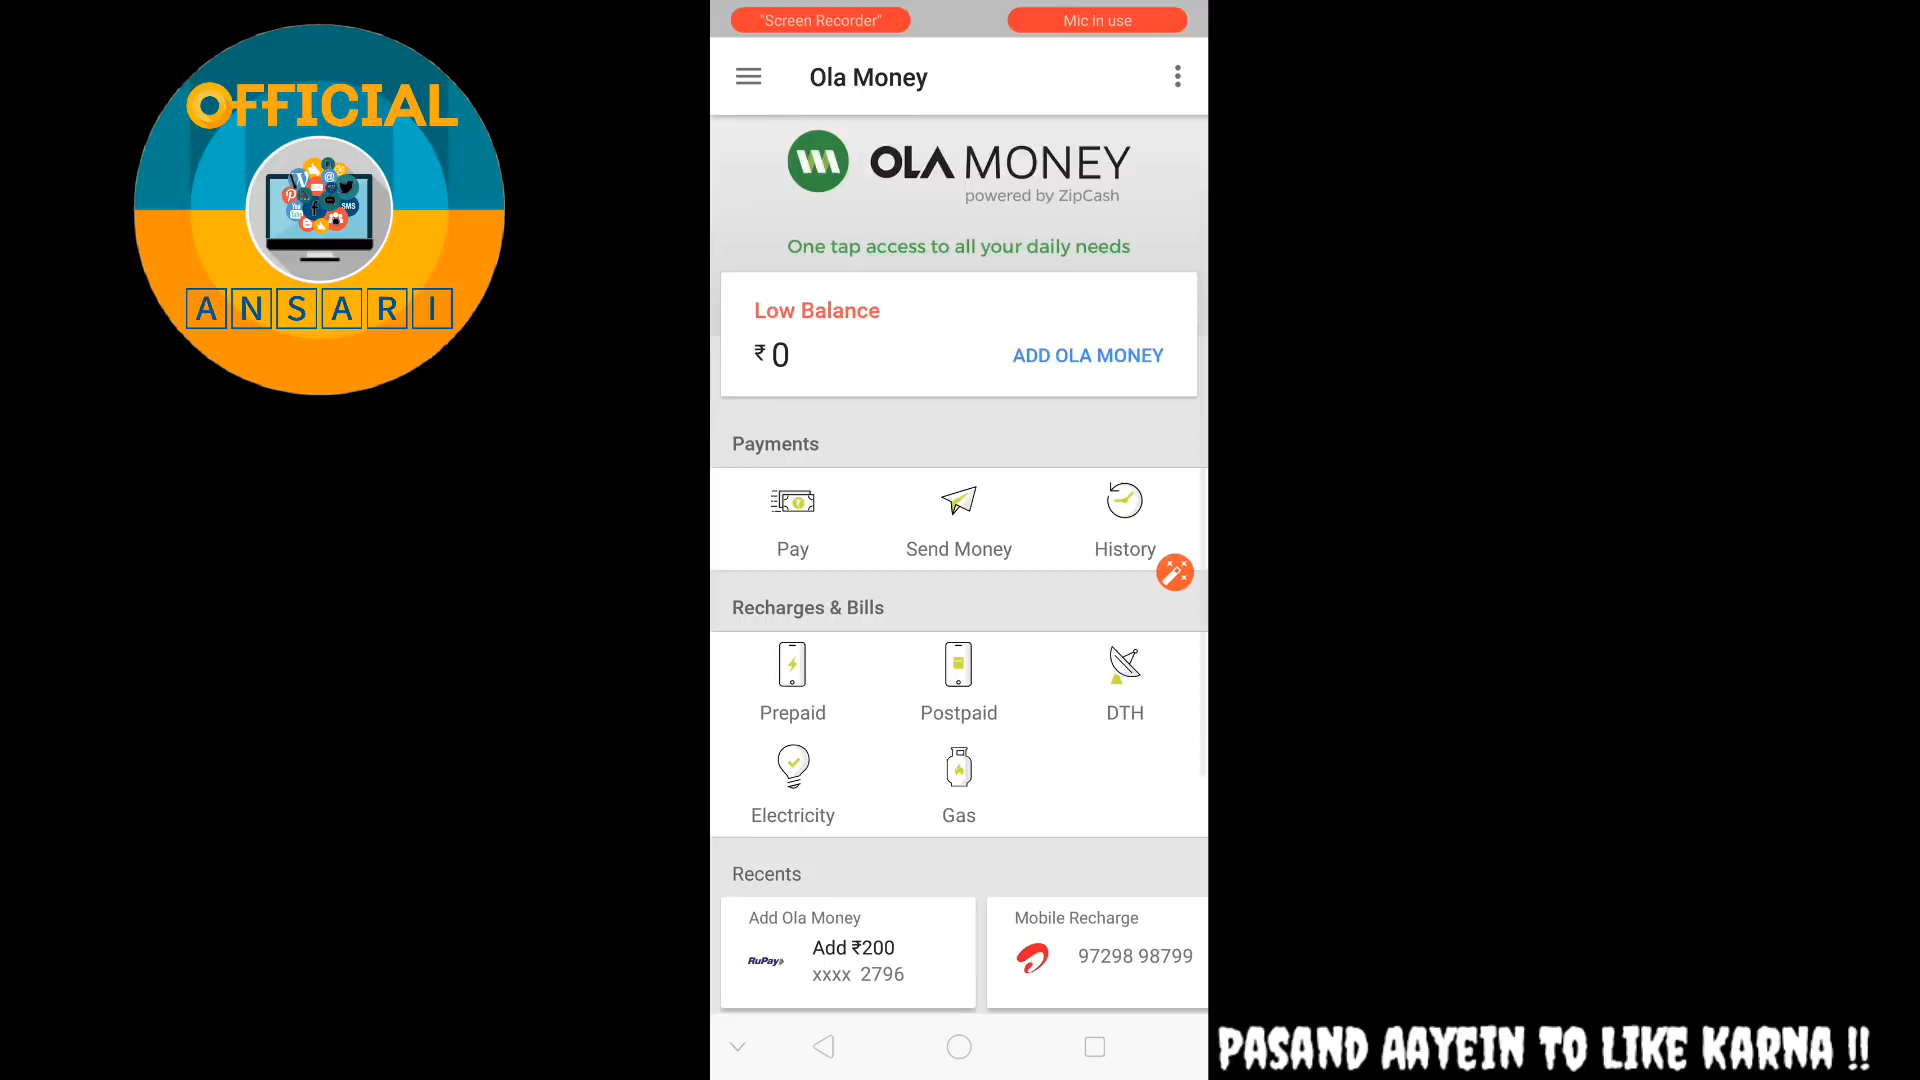 OFFICIAL
ANSARI
"Screen Recorder"
Mic in use
Ola Money
OLA MONEY
powered by ZipCash
One tap access to all your daily needs
Low Balance
₹ 0
ADD OLA MONEY
Payments
Pay
Send Money
History
Recharges & Bills
Prepaid
Postpaid
DTH
Electricity
Gas
Recents
Add Ola Money
RuPay
Add ₹200
xxxx 2796
Mobile Recharge
97298 98799
PASAND AAYEIN TO LIKE KARNA !!